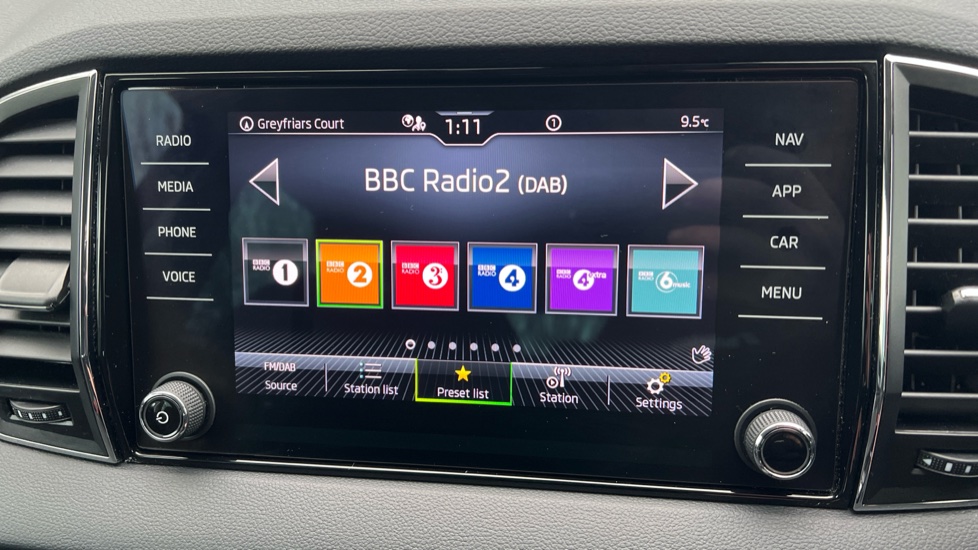 RADIO
MEDIA
PHONE
VOICE
Greyfriars Court
1:11
1
9.5°C
BBC Radio2 (DAB)
BBC RADIO 1
BBC RADIO 2
BBC RADIO 3
BBC RADIO 4
BBC RADIO 4 extra
BBC RADIO 6 music
FM/DAB
Source
Station list
Preset list
Station
Settings
NAV
APP
CAR
MENU